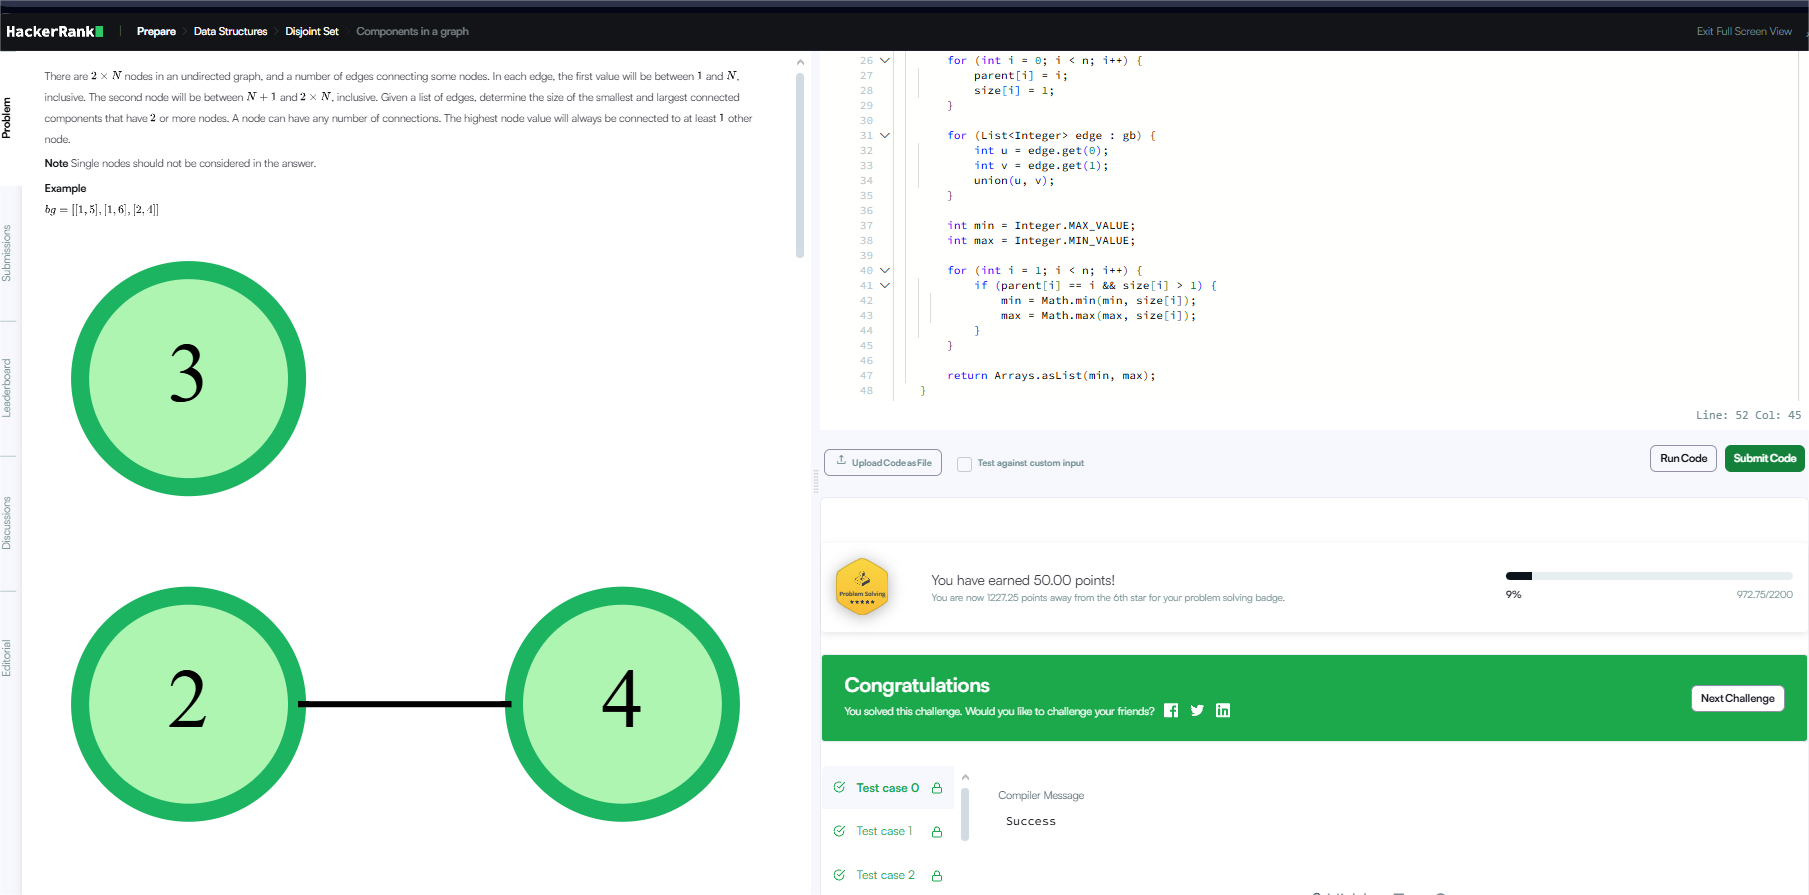 HackerRank
Prepare
Data Structures
Disjoint Set
Components in a graph
Exit Full Screen View
Problem
Submissions
Leaderboard
Discussions
Editorial
There are 2 × N nodes in an undirected graph, and a number of edges connecting some nodes. In each edge, the first value will be between 1 and N,
inclusive. The second node will be between N + 1 and 2 × N, inclusive. Given a list of edges, determine the size of the smallest and largest connected
components that have 2 or more nodes. A node can have any number of connections. The highest node value will always be connected to at least 1 other
node.
Note Single nodes should not be considered in the answer.
Example
bg = [[1, 5], [1, 6], [2, 4]]
3
2
4
26 for (int i = 0; i < n; i++) {
27 parent[i] = i;
28 size[i] = 1;
29 }
30
31 for (List<Integer> edge : gb) {
32 int u = edge.get(0);
33 int v = edge.get(1);
34 union(u, v);
35 }
36
37 int min = Integer.MAX_VALUE;
38 int max = Integer.MIN_VALUE;
39
40 for (int i = 1; i < n; i++) {
41 if (parent[i] == i && size[i] > 1) {
42 min = Math.min(min, size[i]);
43 max = Math.max(max, size[i]);
44 }
45 }
46
47 return Arrays.asList(min, max);
48 }
Line: 52 Col: 45
Upload Code as File
Test against custom input
Run Code
Submit Code
Problem Solving
You have earned 50.00 points!
You are now 1227.25 points away from the 6th star for your problem solving badge.
9%
972.75/2200
Congratulations
You solved this challenge. Would you like to challenge your friends?
Next Challenge
Test case 0
Test case 1
Test case 2
Compiler Message
Success